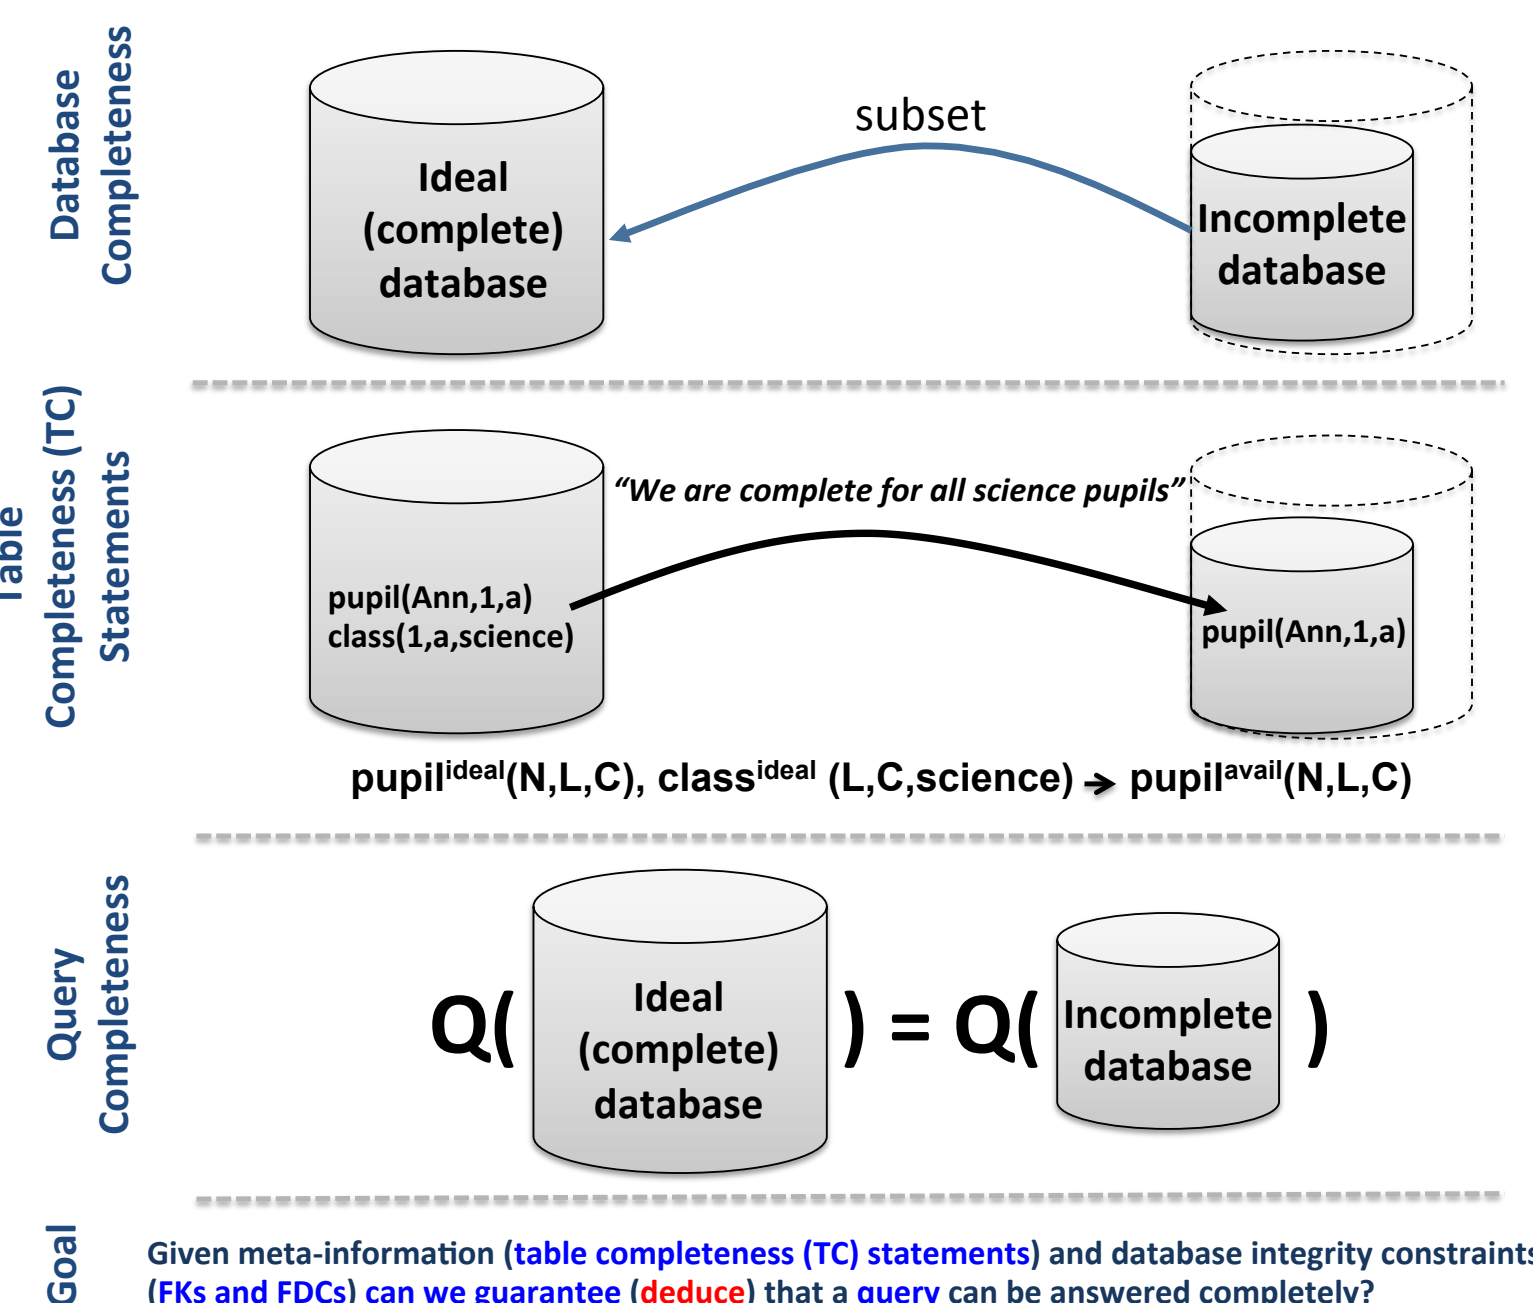 Database
Completeness
Ideal
(complete)
database
subset
Incomplete
database
Table
Completeness (TC)
Statements
“We are complete for all science pupils”
pupil(Ann,1,a)
class(1,a,science)
pupil(Ann,1,a)
pupilideal(N,L,C), classideal (L,C,science) → pupilavail(N,L,C)
Query
Completeness
Q( Ideal
(complete)
database ) = Q( Incomplete
database )
Goal
Given meta-information (table completeness (TC) statements) and database integrity constraints
(FKs and FDCs) can we guarantee (deduce) that a query can be answered completely?